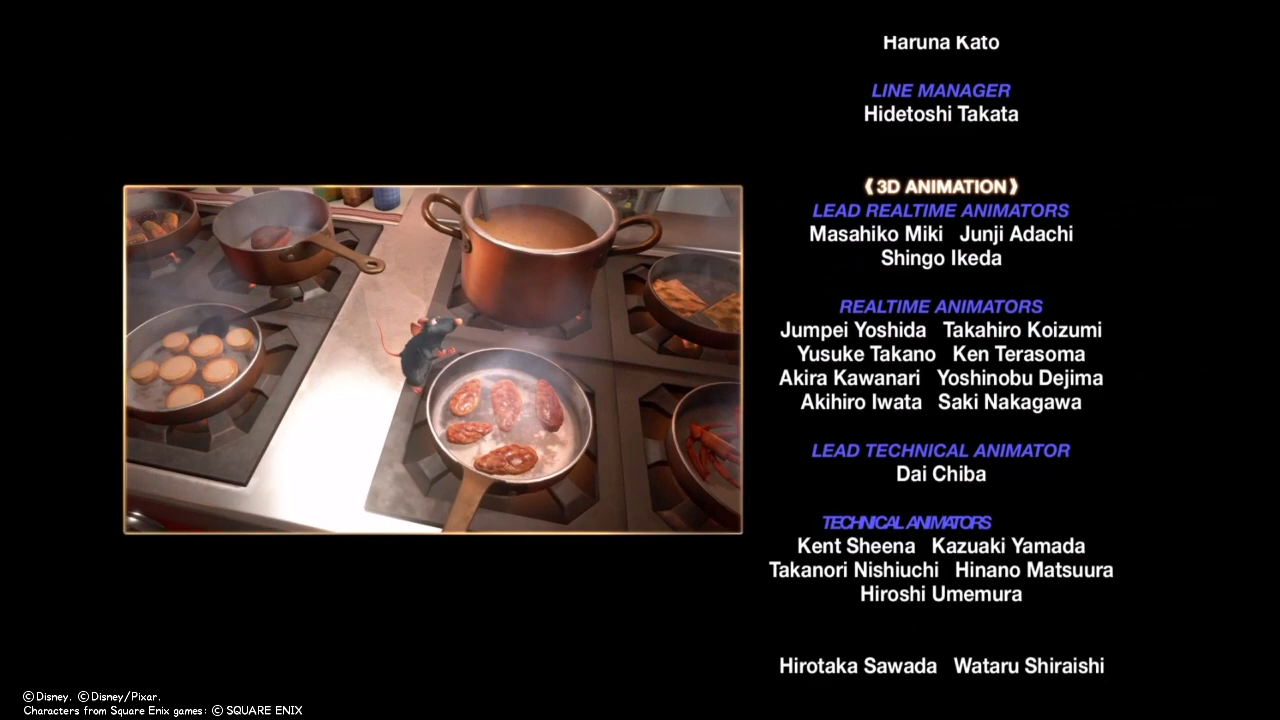 Haruna Kato
LINE MANAGER
Hidetoshi Takata
《3D ANIMATION》
LEAD REALTIME ANIMATORS
Masahiko Miki Junji Adachi
Shingo Ikeda
REALTIME ANIMATORS
Jumpei Yoshida Takahiro Koizumi
Yusuke Takano Ken Terasoma
Akira Kawanari Yoshinobu Dejima
Akihiro Iwata Saki Nakagawa
LEAD TECHNICAL ANIMATOR
Dai Chiba
TECHNICAL ANIMATORS
Kent Sheena Kazuaki Yamada
Takanori Nishiuchi Hinano Matsuura
Hiroshi Umemura
Hirotaka Sawada Wataru Shiraishi
©Disney. ©Disney/Pixar.
Characters from Square Enix games: © SQUARE ENIX